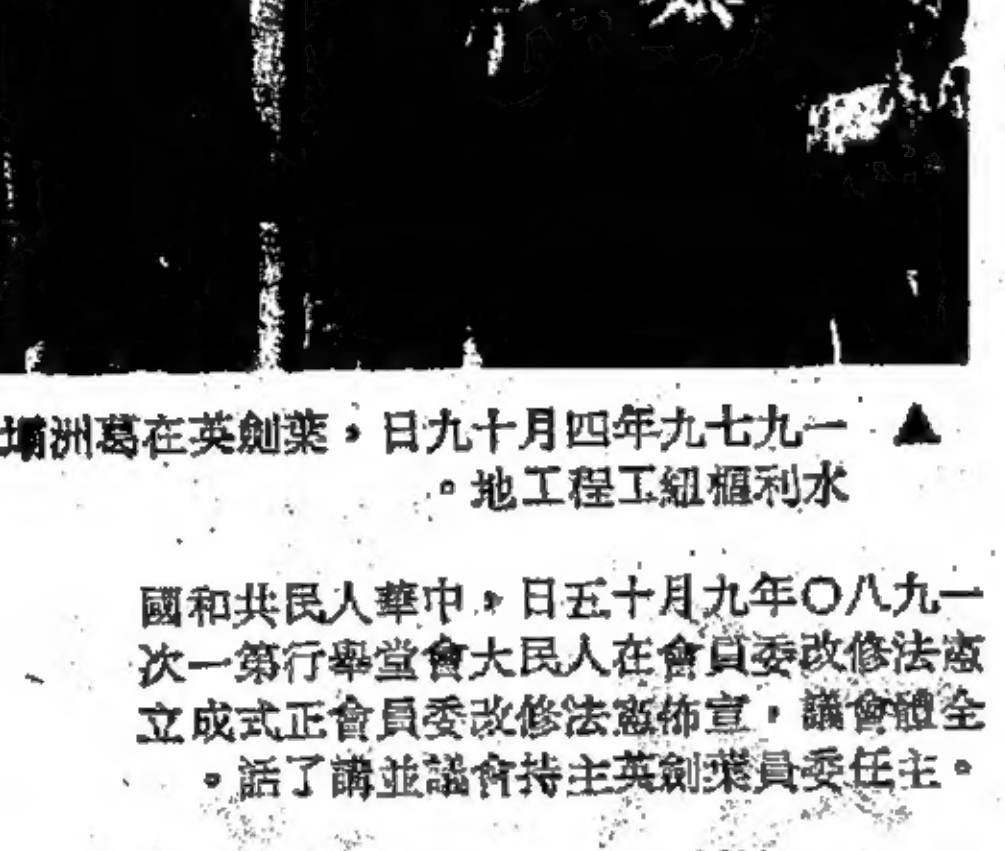 ▲ 一九七九年四月十九日，葉劍英在葛洲壩
水利樞紐工程工地。
一九八〇年九月十五日，中華人民共和國
憲法修改委員會在人民大會堂舉行第一次
全體會議，宣佈憲法修改委員會正式成立
。主任委員葉劍英主持會議並講了話。